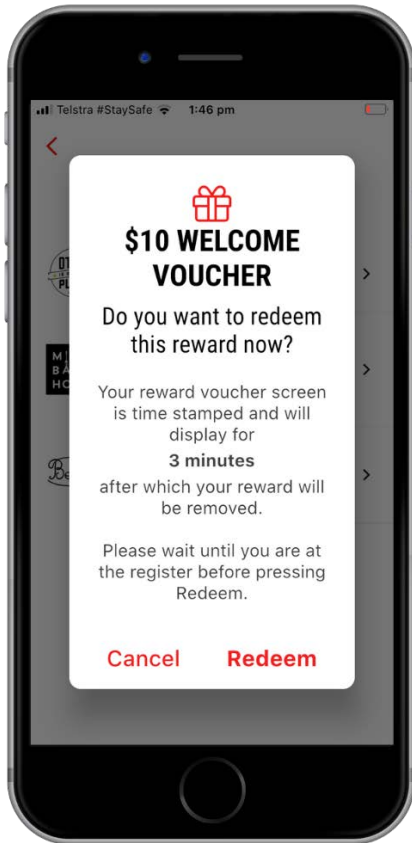 Telstra #StaySafe 1:46 pm
$10 WELCOME
VOUCHER
Do you want to redeem
this reward now?
Your reward voucher screen
is time stamped and will
display for
3 minutes
after which your reward will
be removed.
Please wait until you are at
the register before pressing
Redeem.
Cancel Redeem